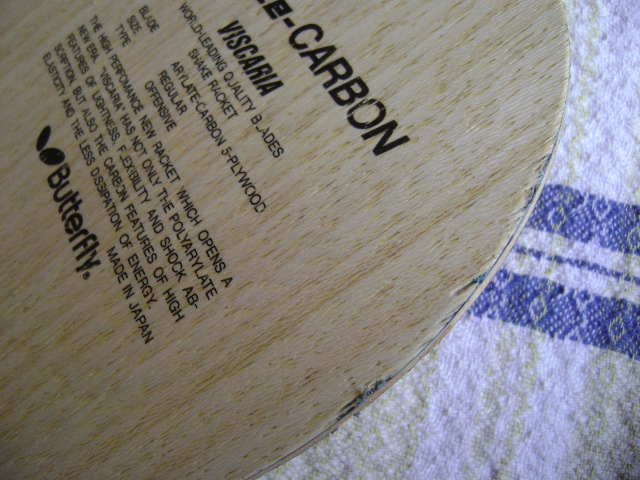 e-CARBON
VISCARIA
WORLD-LEADING QUALITY BLADES
SHAKE RACKET
BLADE ARYLATE-CARBON 5-PLYWOOD
SIZE REGULAR
TYPE OFFENSIVE
THE HIGH PERFOMANCE NEW RACKET WHICH OPENS A
NEW ERA. "VISCARIA" HAS NOT ONLY THE POLYARYLATE
FEATURES OF LIGHTNESS FLEXIBILITY AND SHOCK AB-
SORPTION BUT ALSO THE CARBON FEATURES OF HIGH
ELASTICITY AND THE LESS DISSIPATION OF ENERGY.
MADE IN JAPAN
Butterfly®